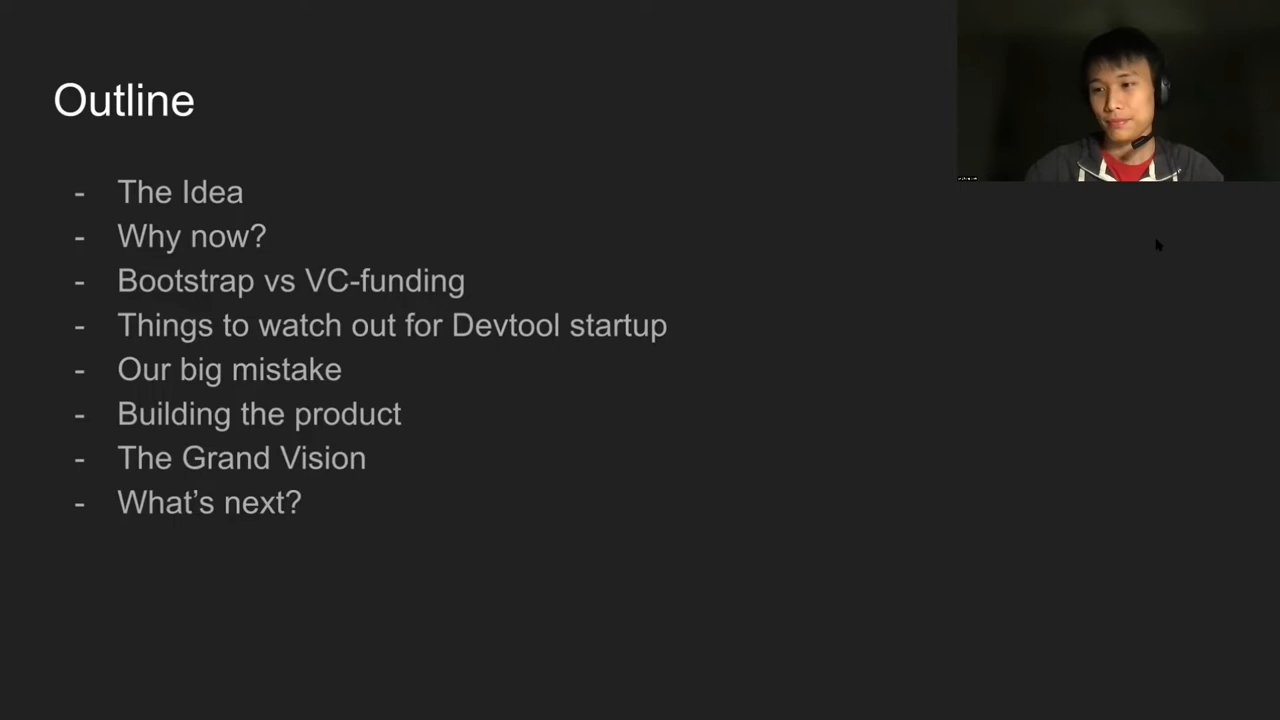 Outline
- The Idea
- Why now?
- Bootstrap vs VC-funding
- Things to watch out for Devtool startup
- Our big mistake
- Building the product
- The Grand Vision
- What’s next?